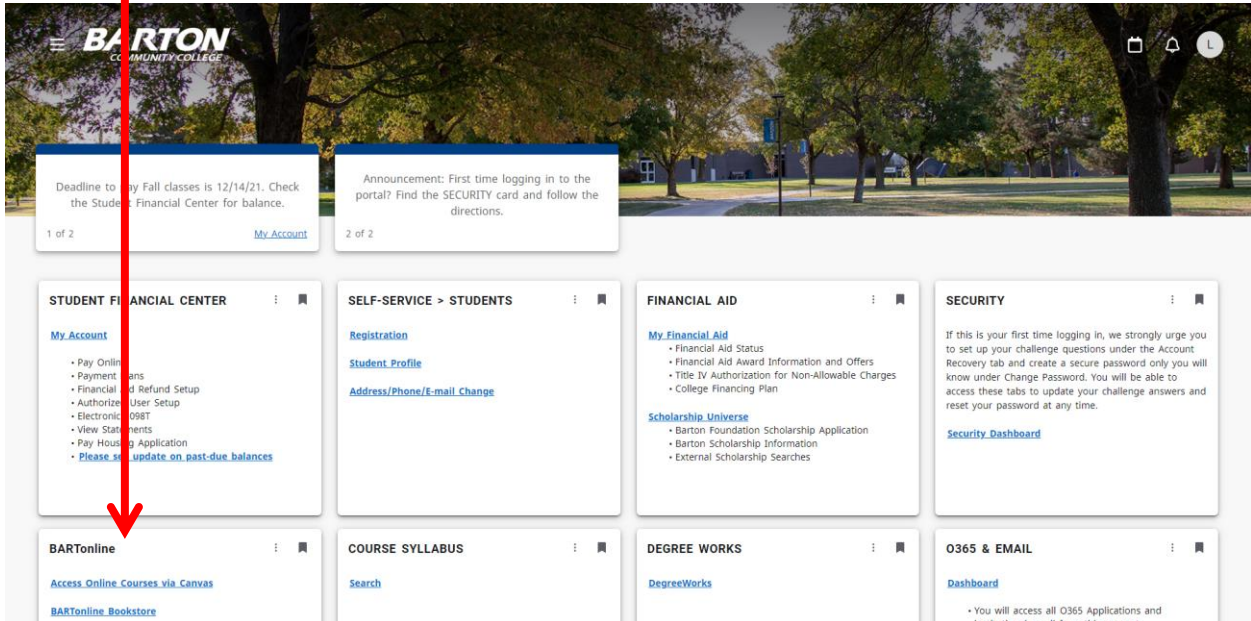 BARTON
COMMUNITY COLLEGE
L
Deadline to pay Fall classes is 12/14/21. Check
the Student Financial Center for balance.
1 of 2
My Account
Announcement: First time logging in to the
portal? Find the SECURITY card and follow the
directions.
2 of 2
STUDENT FINANCIAL CENTER
My Account
• Pay Online
• Payment Plans
• Financial Aid Refund Setup
• Authorized User Setup
• Electronic 1098T
• View Statements
• Pay Housing Application
• Please see update on past-due balances
SELF-SERVICE > STUDENTS
Registration
Student Profile
Address/Phone/E-mail Change
FINANCIAL AID
My Financial Aid
• Financial Aid Status
• Financial Aid Award Information and Offers
• Title IV Authorization for Non-Allowable Charges
• College Financing Plan
Scholarship Universe
• Barton Foundation Scholarship Application
• Barton Scholarship Information
• External Scholarship Searches
SECURITY
If this is your first time logging in, we strongly urge you
to set up your challenge questions under the Account
Recovery tab and create a secure password only you will
know under Change Password. You will be able to
access these tabs to update your challenge answers and
reset your password at any time.
Security Dashboard
BARTonline
Access Online Courses via Canvas
BARTonline Bookstore
COURSE SYLLABUS
Search
DEGREE WORKS
DegreeWorks
O365 & EMAIL
Dashboard
• You will access all O365 Applications and